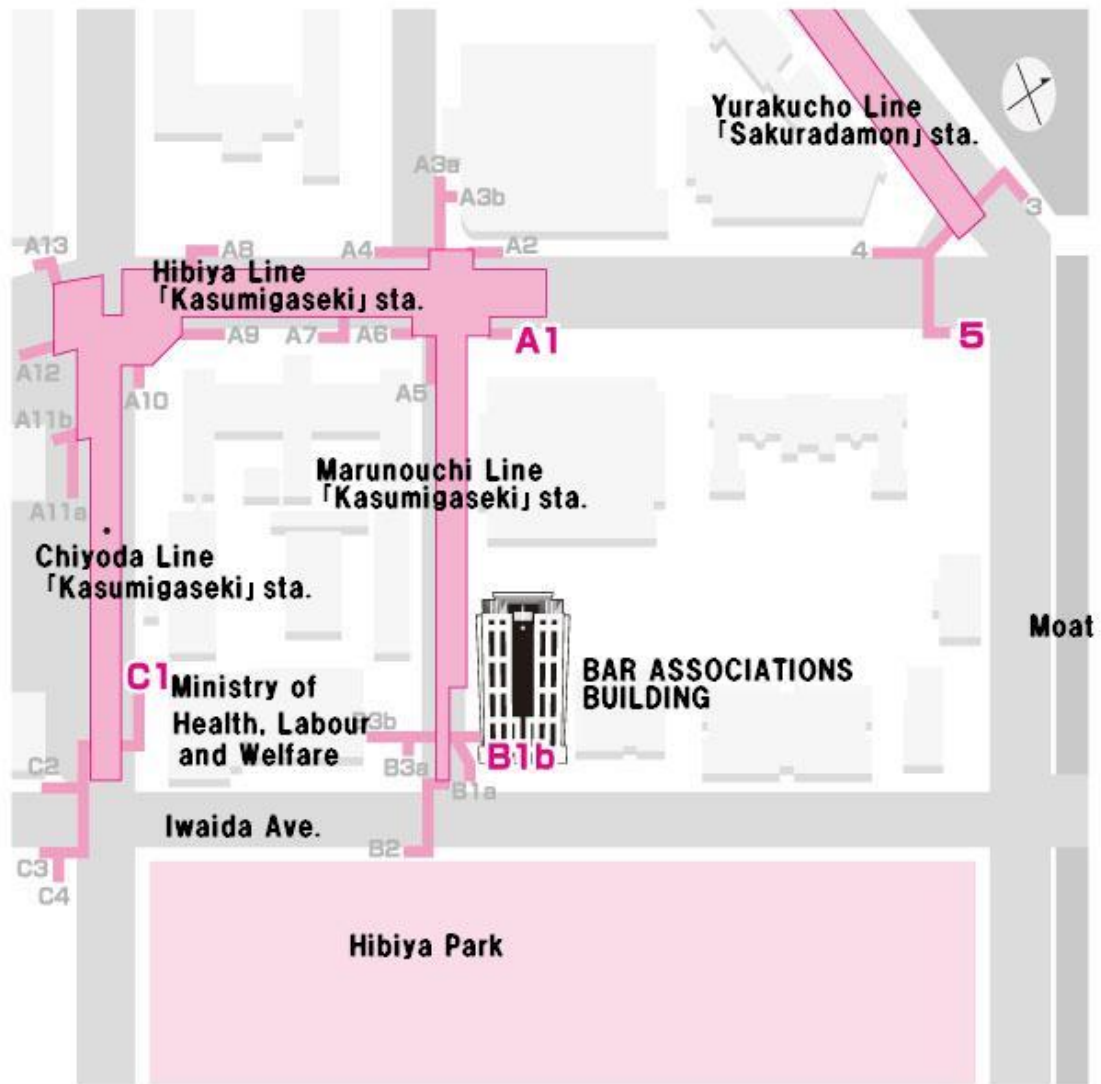 Yurakucho Line
「Sakuradamon」sta.
A3a
A3b
3
A13
A8
A4
A2
4
Hibiya Line
「Kasumigaseki」sta.
A9
A7
A6
A1
5
A12
A10
A5
A11b
Marunouchi Line
「Kasumigaseki」sta.
A11a
Chiyoda Line
「Kasumigaseki」sta.
Moat
BAR ASSOCIATIONS
BUILDING
C1
Ministry of
Health, Labour
and Welfare
B3b
B1b
C2
B3a
B1a
Iwaida Ave.
B2
C3
C4
Hibiya Park